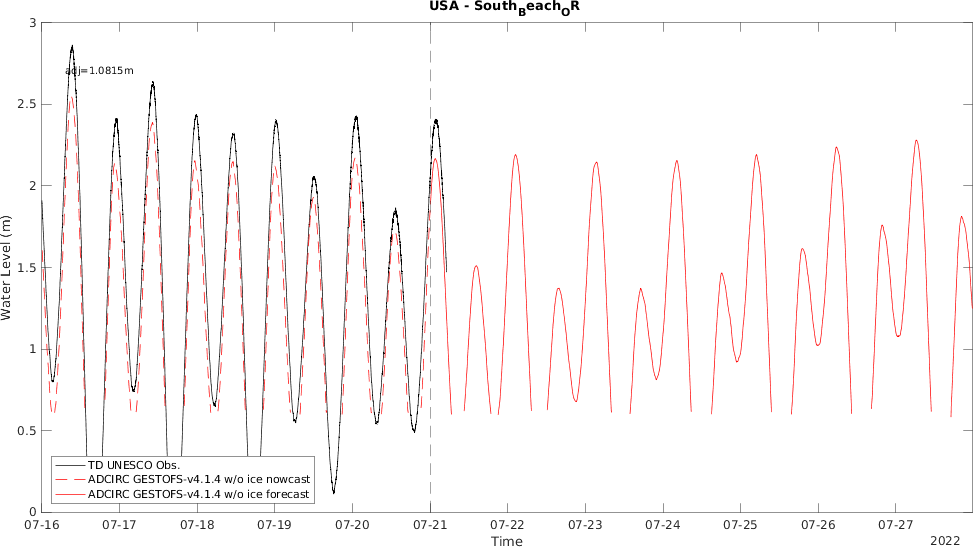 USA - SouthBeachOR
adj=1.0815m
Water Level (m)
3
2.5
2
1.5
1
0.5
0
TD UNESCO Obs.
ADCIRC GESTOFS-v4.1.4 w/o ice nowcast
ADCIRC GESTOFS-v4.1.4 w/o ice forecast
07-16 07-17 07-18 07-19 07-20 07-21 07-22 07-23 07-24 07-25 07-26 07-27
Time
2022